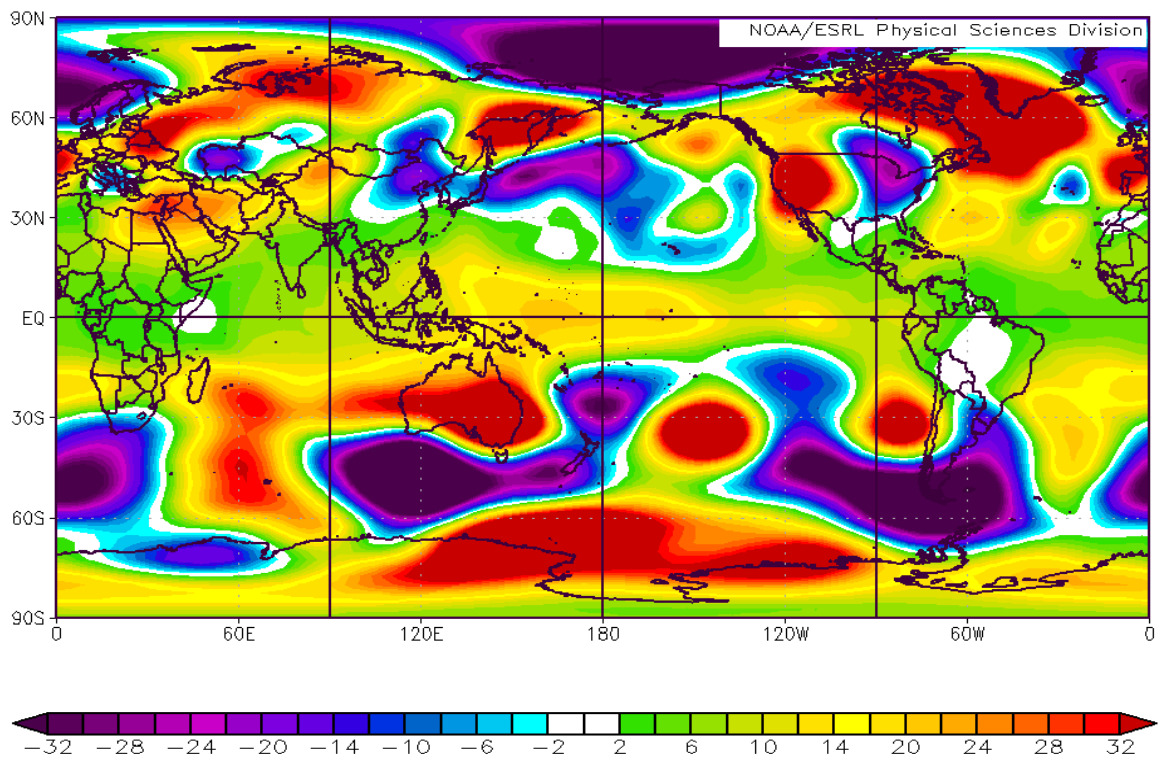 90N
NOAA/ESRL Physical Sciences Division
60N
30N
EQ
30S
60S
90S
0 60E 120E 180 120W 60W 0
−32 −28 −24 −20 −14 −10 −6 −2 2 6 10 14 20 24 28 32